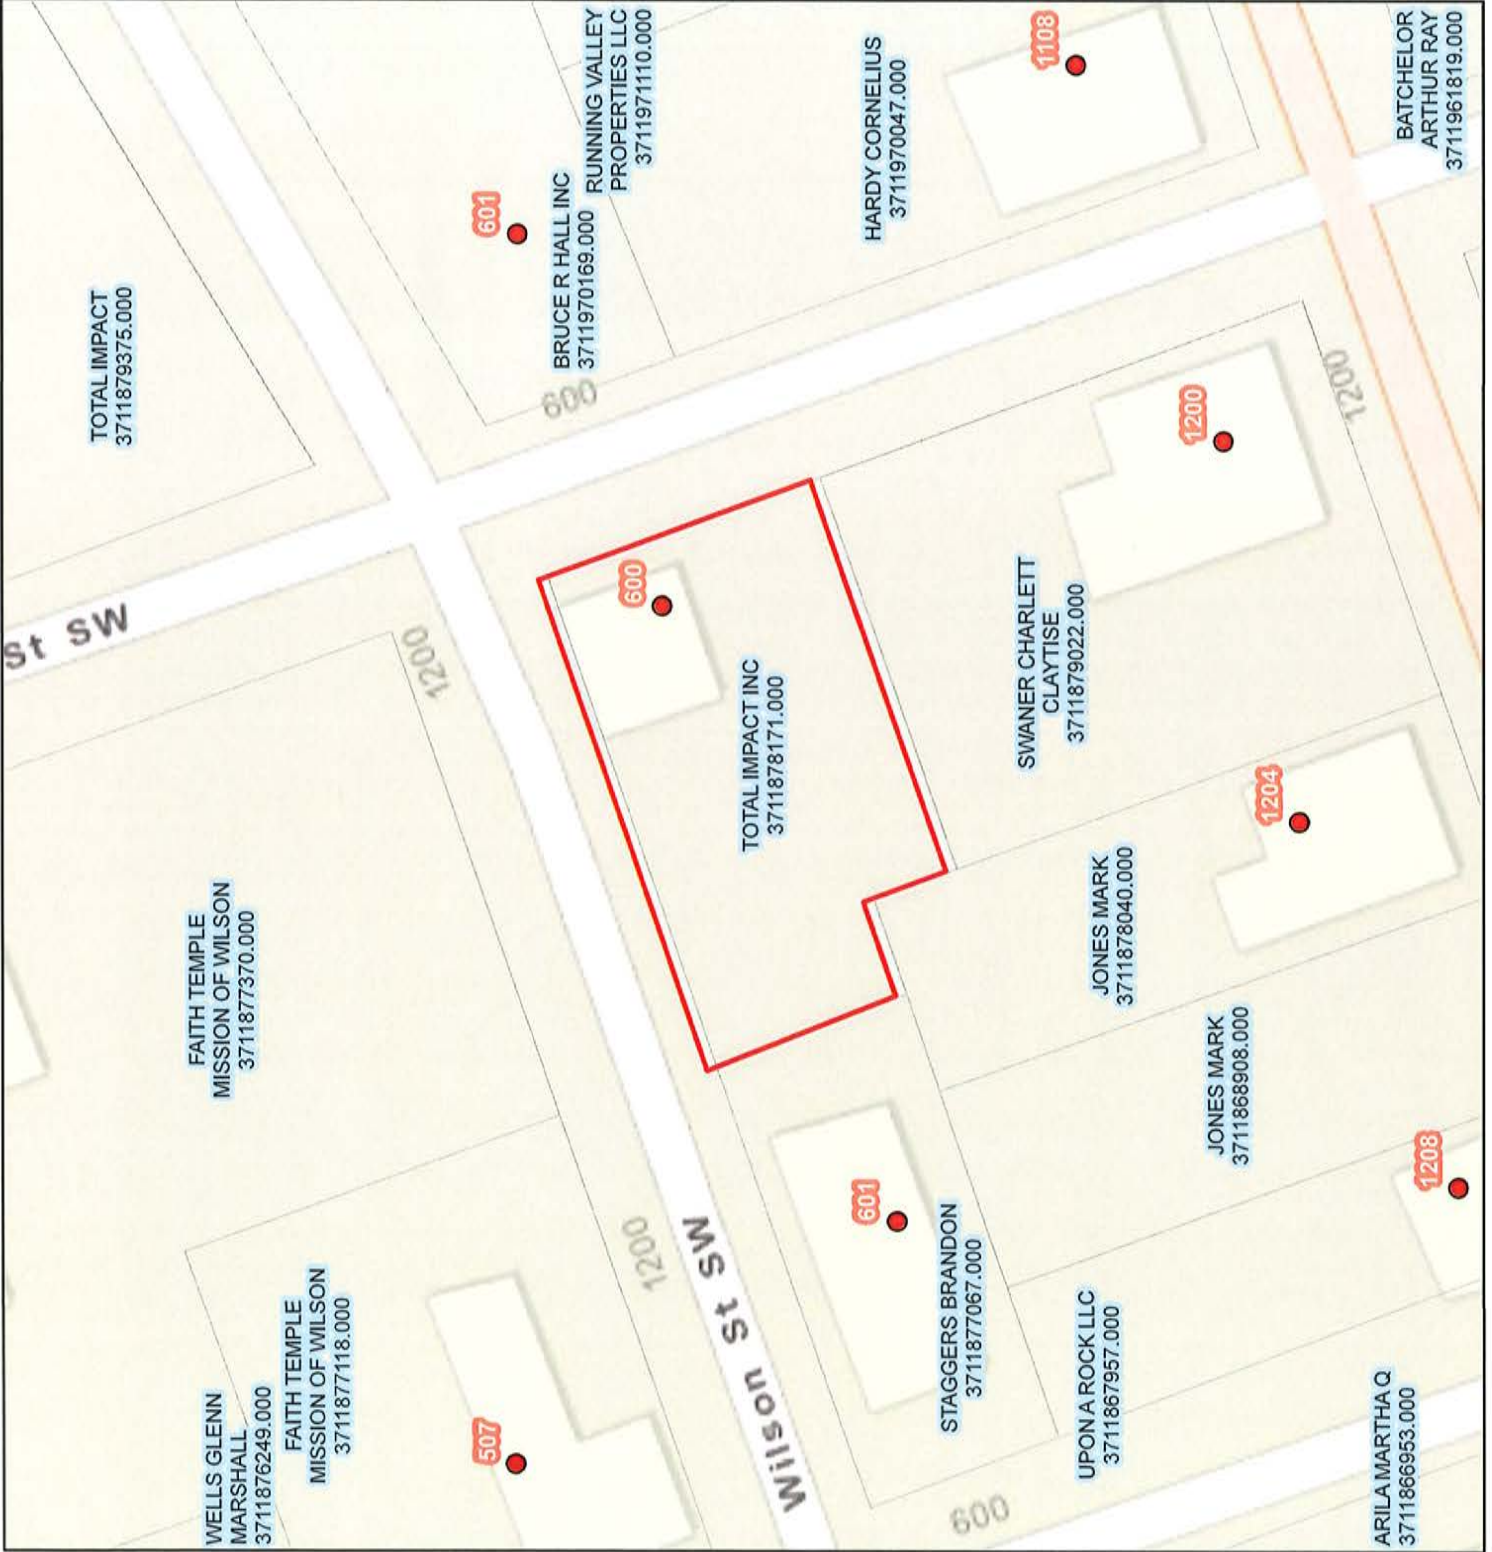 TOTAL IMPACT
3711879375.000
601
BRUCE R HALL INC
3711970169.000
RUNNING VALLEY
PROPERTIES LLC
3711971110.000
HARDY CORNELIUS
3711970047.000
1108
BATCHELOR
ARTHUR RAY
3711961819.000
St SW
1200
600
600
TOTAL IMPACT INC
3711878171.000
SWANER CHARLETT
CLAYTISE
3711879022.000
1200
1200
FAITH TEMPLE
MISSION OF WILSON
3711877370.000
JONES MARK
3711878040.000
1204
JONES MARK
3711868908.000
1208
WELLS GLENN
MARSHALL
3711876249.000
FAITH TEMPLE
MISSION OF WILSON
3711877118.000
507
1200
Wilson St SW
601
STAGGERS BRANDON
3711877067.000
600
UPON A ROCK LLC
3711867957.000
ARILA MARTHA Q
3711866953.000